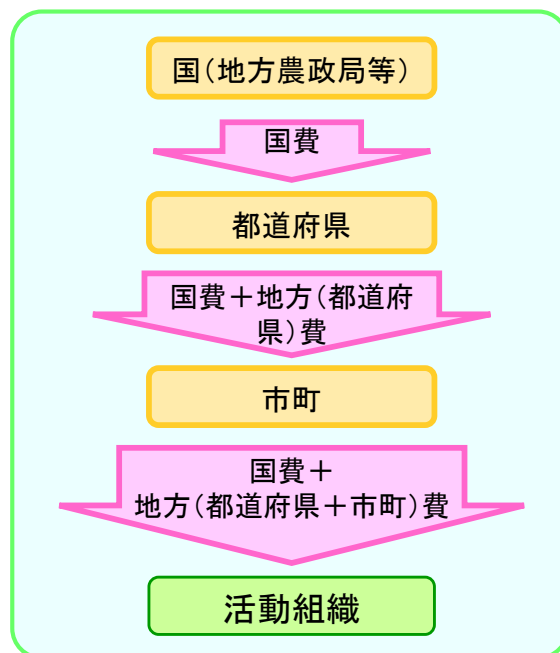 国(地方農政局等)
国費
都道府県
国費+地方(都道府
県)費
市町
国費+
地方(都道府県+市町)費
活動組織